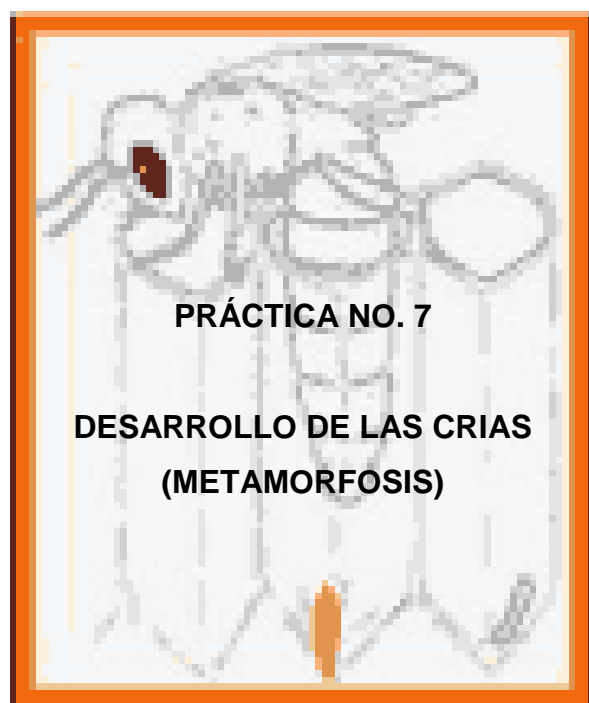 PRÁCTICA NO. 7
DESARROLLO DE LAS CRIAS
(METAMORFOSIS)